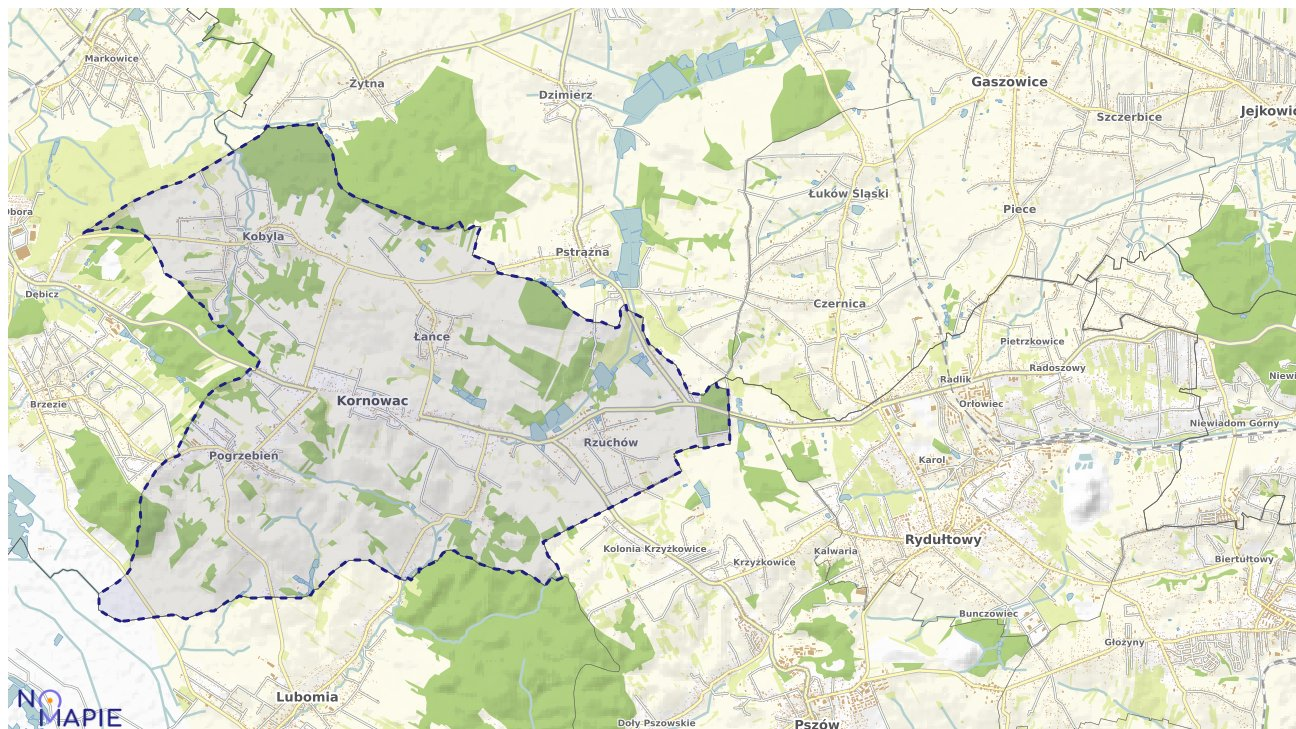 Markowice
Żytna
Dzimierz
Gaszowice
Szczerbice
Jejkowic
Łuków Śląski
Piece
Obora
Kobyla
Pstrążna
Dębicz
Czernica
Łańce
Pietrzkowice
Radoszowy
Radlik
Niewi
Brzezie
Kornowac
Orłowiec
Niewiadom Górny
Rzuchów
Pogrzebień
Karol
Rydułtowy
Kolonia Krzyżkowice
Kalwaria
Krzyżkowice
Biertułtowy
Bunczowiec
Głożyny
Lubomia
NO
MAPIE
Doły Pszowskie
Pszów